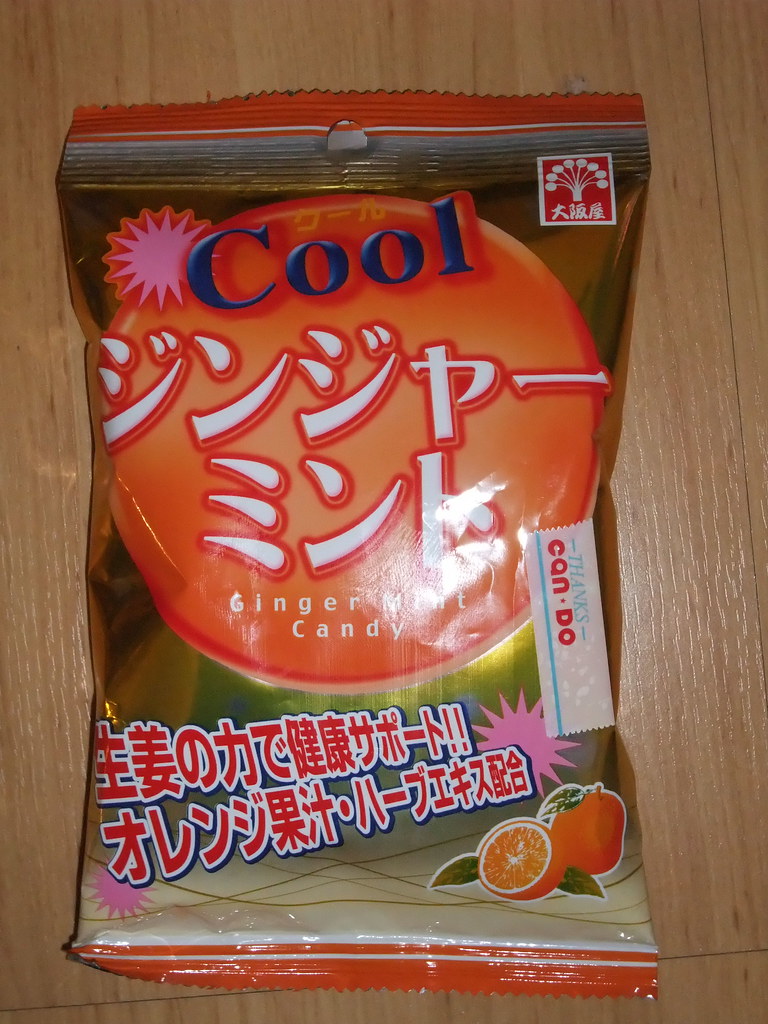 大阪屋
クール
Cool
ジンジャー
ミント
Ginger Mint
Candy
-THANKS-
can★DO
生姜の力で健康サポート!!
オレンジ果汁・ハーブエキス配合